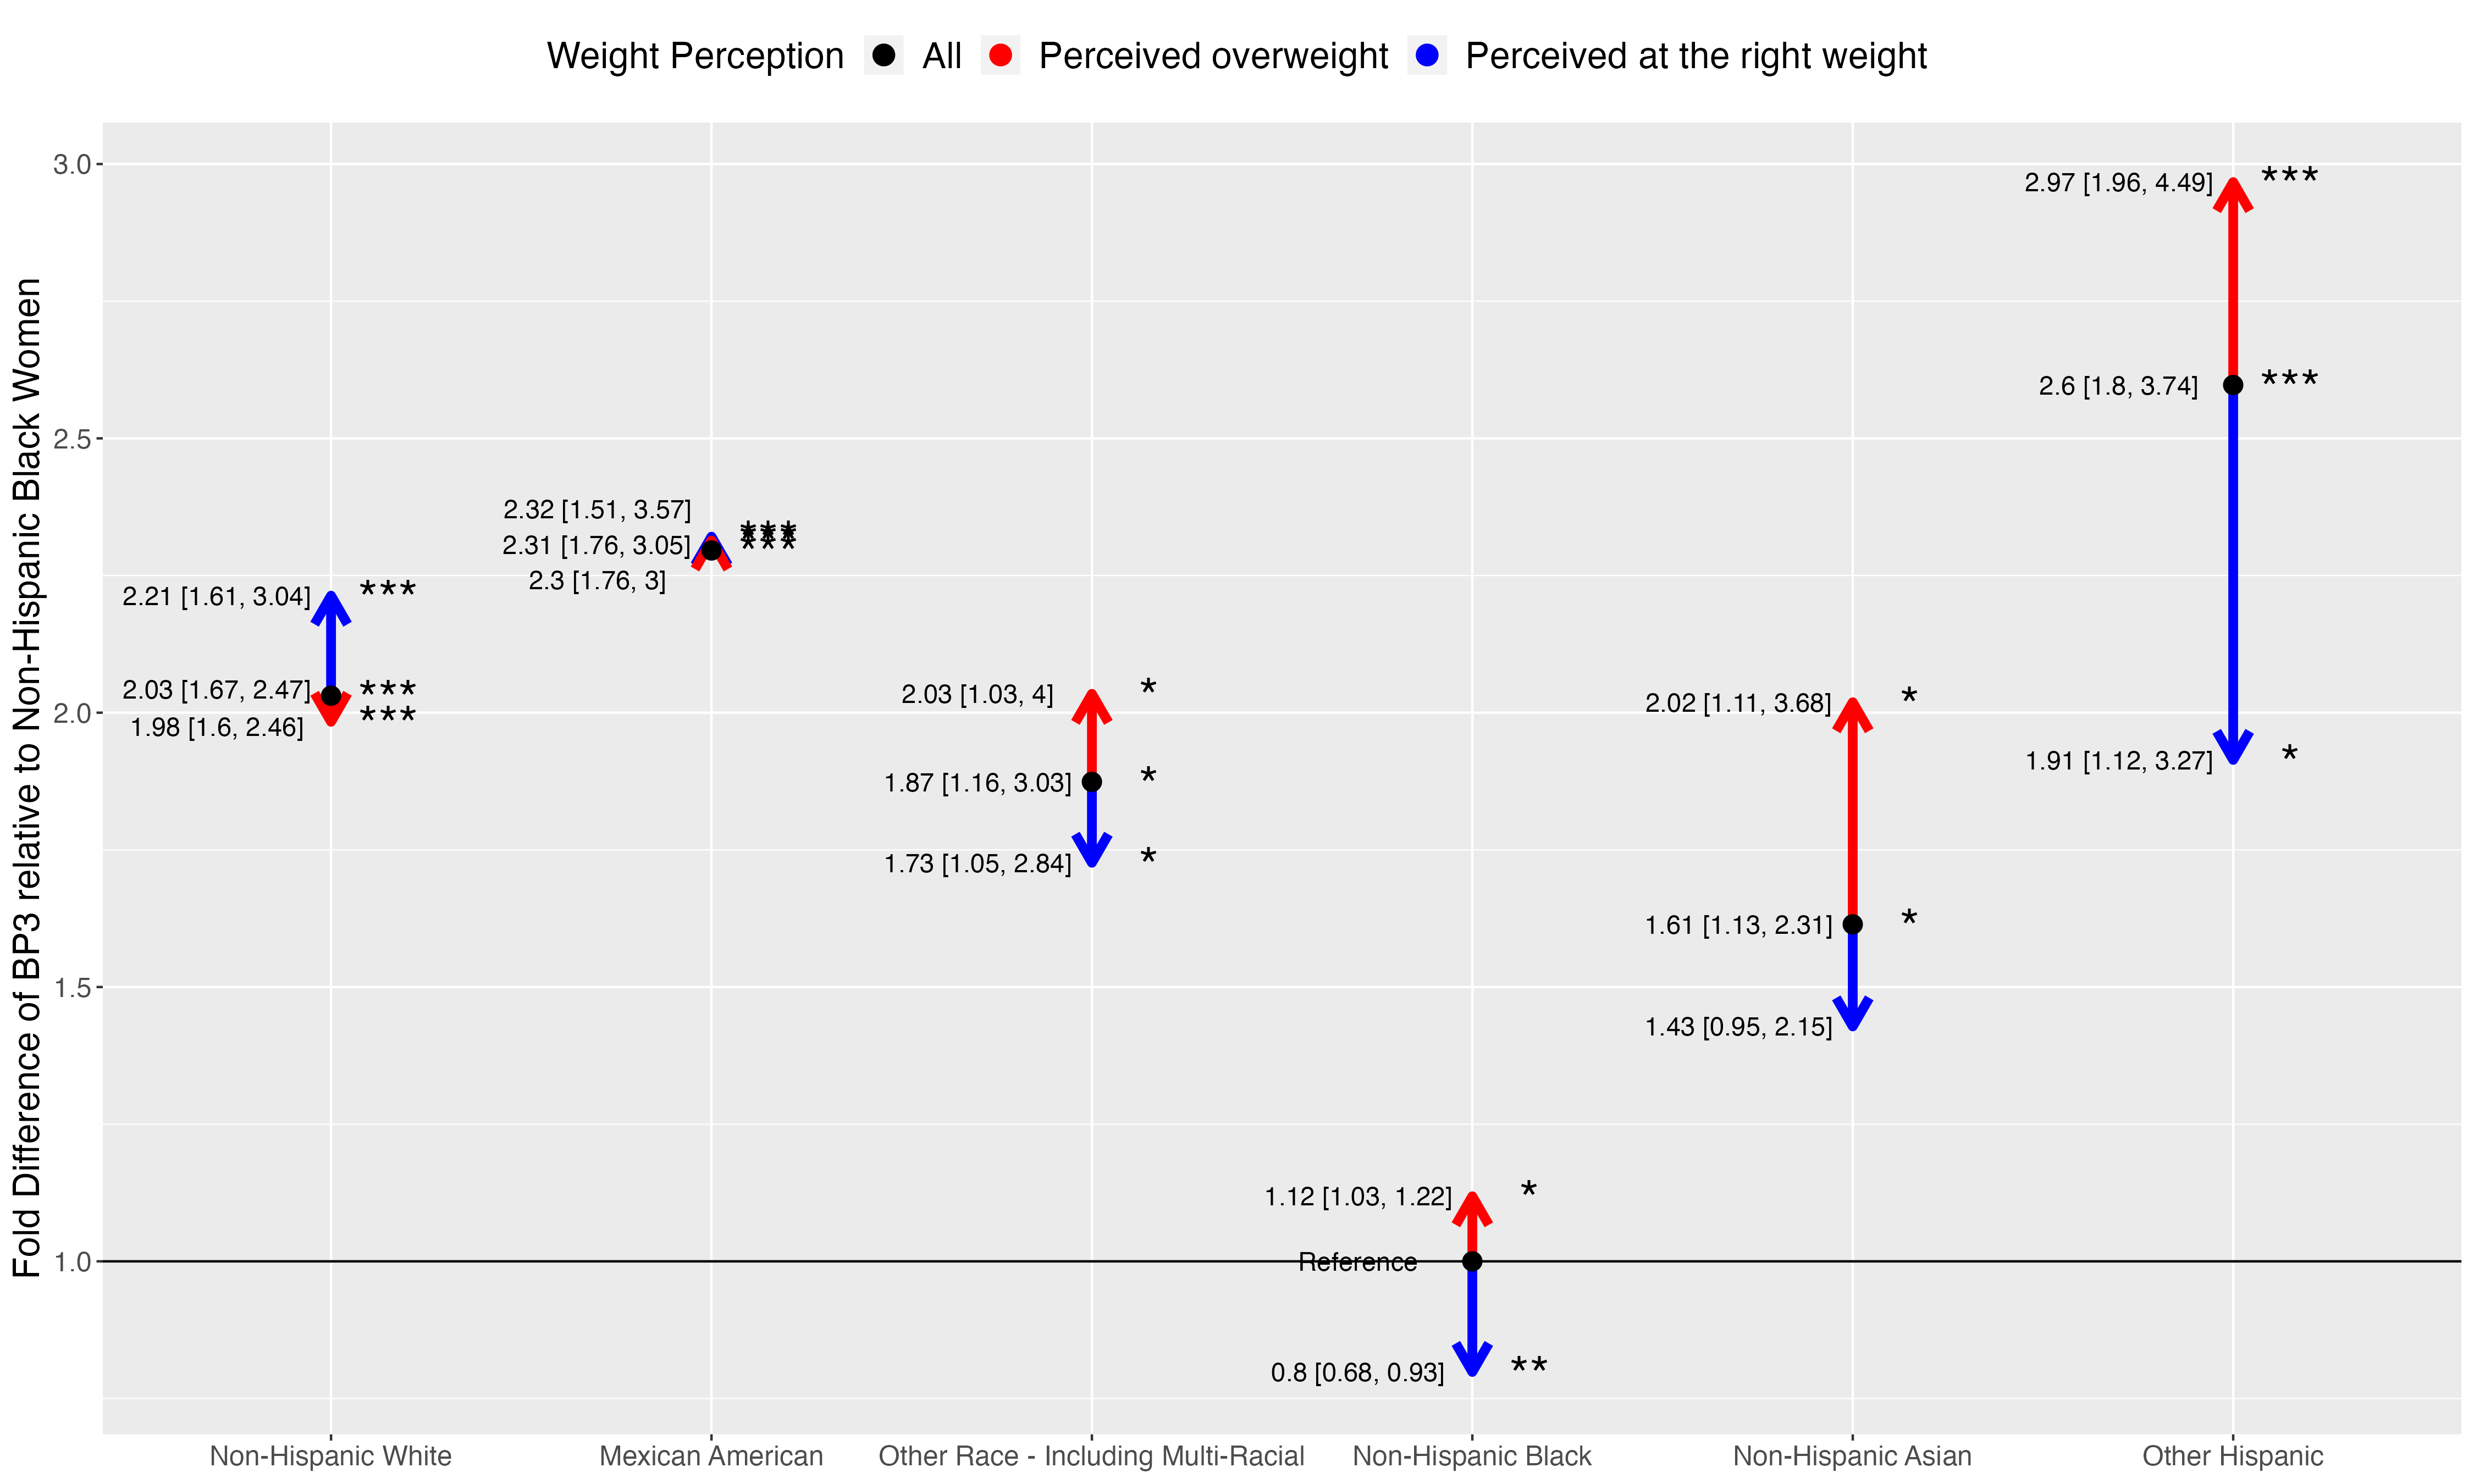 Weight Perception All Perceived overweight Perceived at the right weight
Fold Difference of BP3 relative to Non-Hispanic Black Women
3.0
2.5
2.0
1.5
1.0
2.21 [1.61, 3.04] ***
2.03 [1.67, 2.47] ***
1.98 [1.6, 2.46] ***
2.32 [1.51, 3.57] ***
2.31 [1.76, 3.05] ***
2.3 [1.76, 3] ***
2.03 [1.03, 4] *
1.87 [1.16, 3.03] *
1.73 [1.05, 2.84] *
1.12 [1.03, 1.22] *
Reference
0.8 [0.68, 0.93] **
2.02 [1.11, 3.68] *
1.61 [1.13, 2.31] *
1.43 [0.95, 2.15]
2.97 [1.96, 4.49] ***
2.6 [1.8, 3.74] ***
1.91 [1.12, 3.27] *
Non-Hispanic White
Mexican American
Other Race - Including Multi-Racial
Non-Hispanic Black
Non-Hispanic Asian
Other Hispanic